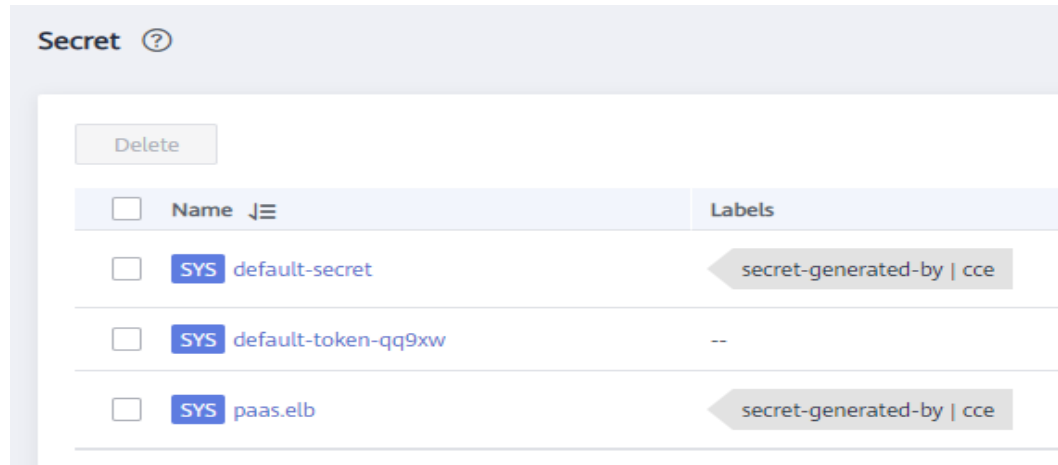 Secret ?
Delete
Name Labels
SYS default-secret secret-generated-by | cce
SYS default-token-qq9xw --
SYS paas.elb secret-generated-by | cce